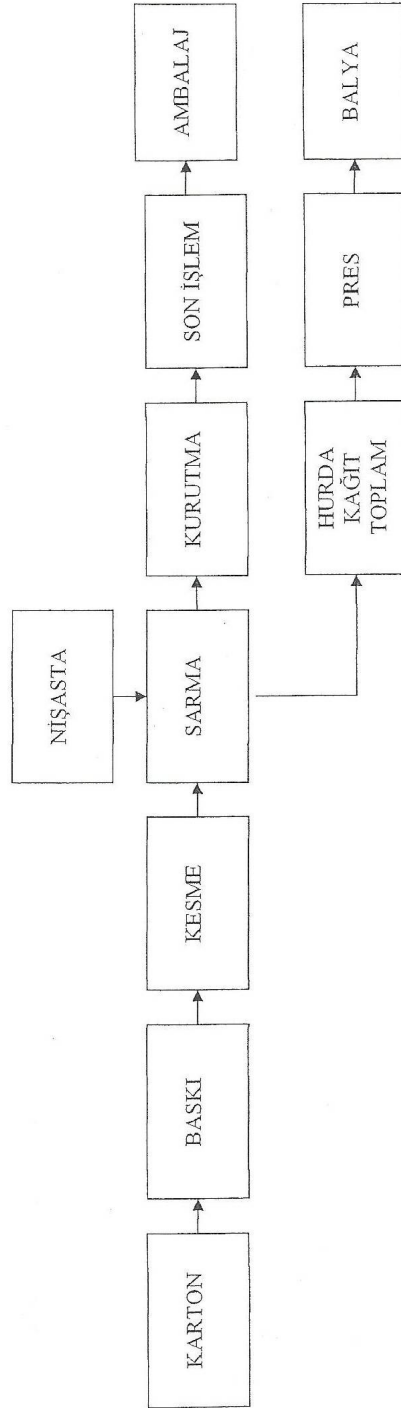 NİŞASTA
KARTON
BASKI
KESME
SARMA
KURUTMA
SON İŞLEM
AMBALAJ
HURDA
KAĞIT
TOPLAM
PRES
BALYA